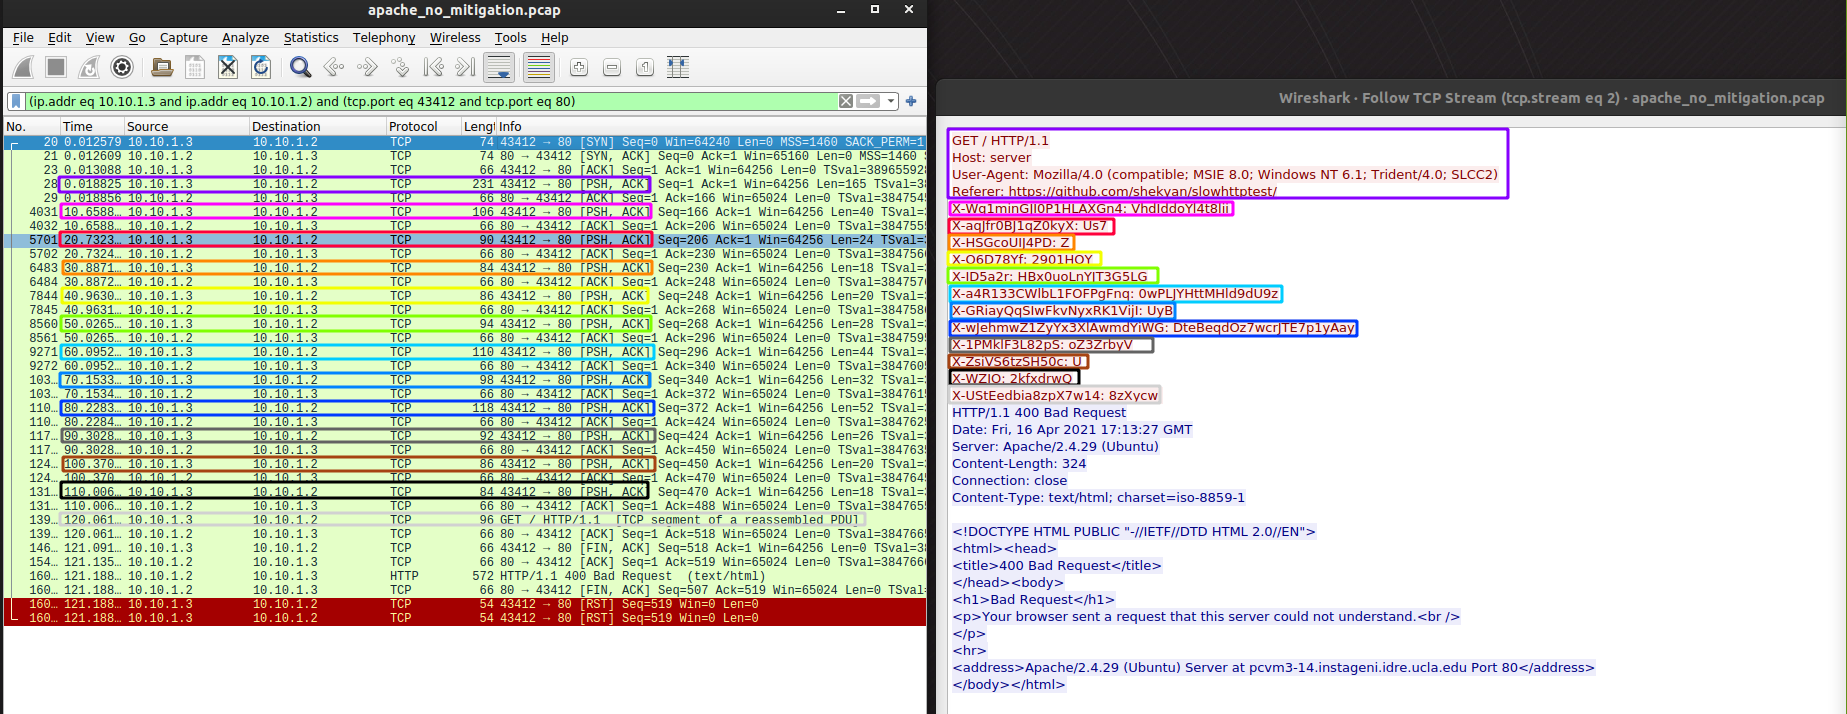 apache_no_mitigation.pcap
File Edit View Go Capture Analyze Statistics Telephony Wireless Tools Help
(ip.addr eq 10.10.1.3 and ip.addr eq 10.10.1.2) and (tcp.port eq 43412 and tcp.port eq 80)
No. Time Source Destination Protocol Lengt Info
20 0.012579 10.10.1.3 10.10.1.2 TCP 74 43412 → 80 [SYN] Seq=0 Win=64240 Len=0 MSS=1460 SACK_PERM=1
21 0.012609 10.10.1.2 10.10.1.3 TCP 74 80 → 43412 [SYN, ACK] Seq=0 Ack=1 Win=65160 Len=0 MSS=1460
23 0.013088 10.10.1.3 10.10.1.2 TCP 66 43412 → 80 [ACK] Seq=1 Ack=1 Win=64256 Len=0 TSval=389655928
28 0.018825 10.10.1.3 10.10.1.2 TCP 231 43412 → 80 [PSH, ACK] Seq=1 Ack=1 Win=64256 Len=165 TSval=3
29 0.018856 10.10.1.2 10.10.1.3 TCP 66 80 → 43412 [ACK] Seq=1 Ack=166 Win=65024 Len=0 TSval=3847545
4031 10.6588… 10.10.1.3 10.10.1.2 TCP 106 43412 → 80 [PSH, ACK] Seq=166 Ack=1 Win=64256 Len=40 TSval=3
4032 10.6588… 10.10.1.2 10.10.1.3 TCP 66 80 → 43412 [ACK] Seq=1 Ack=206 Win=65024 Len=0 TSval=3847555
5701 20.7323… 10.10.1.3 10.10.1.2 TCP 90 43412 → 80 [PSH, ACK] Seq=206 Ack=1 Win=64256 Len=24 TSval=3
5702 20.7324… 10.10.1.2 10.10.1.3 TCP 66 80 → 43412 [ACK] Seq=1 Ack=230 Win=65024 Len=0 TSval=3847566
6483 30.8871… 10.10.1.3 10.10.1.2 TCP 84 43412 → 80 [PSH, ACK] Seq=230 Ack=1 Win=64256 Len=18 TSval=3
6484 30.8872… 10.10.1.2 10.10.1.3 TCP 66 80 → 43412 [ACK] Seq=1 Ack=248 Win=65024 Len=0 TSval=384757
7844 40.9630… 10.10.1.3 10.10.1.2 TCP 86 43412 → 80 [PSH, ACK] Seq=248 Ack=1 Win=64256 Len=20 TSval=3
7845 40.9631… 10.10.1.2 10.10.1.3 TCP 66 80 → 43412 [ACK] Seq=1 Ack=268 Win=65024 Len=0 TSval=384758
8560 50.0265… 10.10.1.3 10.10.1.2 TCP 94 43412 → 80 [PSH, ACK] Seq=268 Ack=1 Win=64256 Len=28 TSval=3
8561 50.0265… 10.10.1.2 10.10.1.3 TCP 66 80 → 43412 [ACK] Seq=1 Ack=296 Win=65024 Len=0 TSval=3847595
9271 60.0952… 10.10.1.3 10.10.1.2 TCP 110 43412 → 80 [PSH, ACK] Seq=296 Ack=1 Win=64256 Len=44 TSval=3
9272 60.0952… 10.10.1.2 10.10.1.3 TCP 66 80 → 43412 [ACK] Seq=1 Ack=340 Win=65024 Len=0 TSval=3847605
103… 70.1533… 10.10.1.3 10.10.1.2 TCP 98 43412 → 80 [PSH, ACK] Seq=340 Ack=1 Win=64256 Len=32 TSval=3
103… 70.1534… 10.10.1.2 10.10.1.3 TCP 66 80 → 43412 [ACK] Seq=1 Ack=372 Win=65024 Len=0 TSval=3847615
110… 80.2283… 10.10.1.3 10.10.1.2 TCP 118 43412 → 80 [PSH, ACK] Seq=372 Ack=1 Win=64256 Len=52 TSval=3
110… 80.2284… 10.10.1.2 10.10.1.3 TCP 66 80 → 43412 [ACK] Seq=1 Ack=424 Win=65024 Len=0 TSval=3847625
117… 90.3028… 10.10.1.3 10.10.1.2 TCP 92 43412 → 80 [PSH, ACK] Seq=424 Ack=1 Win=64256 Len=26 TSval=3
117… 90.3028… 10.10.1.2 10.10.1.3 TCP 66 80 → 43412 [ACK] Seq=1 Ack=450 Win=65024 Len=0 TSval=3847635
124… 100.370… 10.10.1.3 10.10.1.2 TCP 86 43412 → 80 [PSH, ACK] Seq=450 Ack=1 Win=64256 Len=20 TSval=3
124… 100.370… 10.10.1.2 10.10.1.3 TCP 66 80 → 43412 [ACK] Seq=1 Ack=470 Win=65024 Len=0 TSval=3847645
131… 110.006… 10.10.1.3 10.10.1.2 TCP 84 43412 → 80 [PSH, ACK] Seq=470 Ack=1 Win=64256 Len=18 TSval=3
131… 110.006… 10.10.1.2 10.10.1.3 TCP 66 80 → 43412 [ACK] Seq=1 Ack=488 Win=65024 Len=0 TSval=3847655
139… 120.061… 10.10.1.3 10.10.1.2 TCP 96 GET / HTTP/1.1 [TCP segment of a reassembled PDU]
139… 120.061… 10.10.1.2 10.10.1.3 TCP 66 80 → 43412 [ACK] Seq=1 Ack=518 Win=65024 Len=0 TSval=3847665
146… 121.091… 10.10.1.3 10.10.1.2 TCP 66 43412 → 80 [FIN, ACK] Seq=518 Ack=1 Win=64256 Len=0 TSval=38
154… 121.135… 10.10.1.2 10.10.1.3 TCP 66 80 → 43412 [ACK] Seq=1 Ack=519 Win=65024 Len=0 TSval=3847666
160… 121.188… 10.10.1.2 10.10.1.3 HTTP 572 HTTP/1.1 400 Bad Request (text/html)
160… 121.188… 10.10.1.2 10.10.1.3 TCP 66 80 → 43412 [FIN, ACK] Seq=507 Ack=519 Win=65024 Len=0 TSval=
160… 121.188… 10.10.1.3 10.10.1.2 TCP 54 43412 → 80 [RST] Seq=519 Win=0 Len=0
160… 121.188… 10.10.1.3 10.10.1.2 TCP 54 43412 → 80 [RST] Seq=519 Win=0 Len=0
Wireshark · Follow TCP Stream (tcp.stream eq 2) · apache_no_mitigation.pcap
GET / HTTP/1.1
Host: server
User-Agent: Mozilla/4.0 (compatible; MSIE 8.0; Windows NT 6.1; Trident/4.0; SLCC2)
Referer: https://github.com/shekyan/slowhttptest/
X-aqJfr0BJ1qZ0kyX: Us7
X-HSGcoUIJ4PD: Z
X-O6D78Yf: 2901HOY
X-ID5a2r: HBx0uoLnYIT3G5LG
X-a4R133CWlbL1FOFPgFnq: 0wPLJYHttMHld9dU9z
X-GRiayQqSIwFkvNyxRK1VijI: UyB
X-wJehmwZ1ZyYx3XlAwmdYiWG: DteBeqdOz7wcrJTE7p1yAay
X-1PMklF3L82pS: oZ3ZrbyV
X-ZsiVS6tzSH50c: U
X-WZIO: 2kfxdrwQ
X-UStEedbia8zpX7w14: 8zXycw
HTTP/1.1 400 Bad Request
Date: Fri, 16 Apr 2021 17:13:27 GMT
Server: Apache/2.4.29 (Ubuntu)
Content-Length: 324
Connection: close
Content-Type: text/html; charset=iso-8859-1
<!DOCTYPE HTML PUBLIC "-//IETF//DTD HTML 2.0//EN">
<html><head>
<title>400 Bad Request</title>
</head><body>
<h1>Bad Request</h1>
<p>Your browser sent a request that this server could not understand.<br />
</p>
<hr>
<address>Apache/2.4.29 (Ubuntu) Server at pcvm3-14.instageni.idre.ucla.edu Port 80</address>
</body></html>